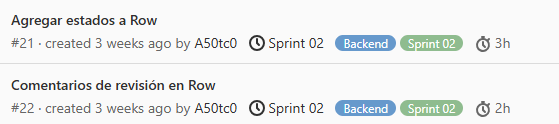 Agregar estados a Row
#21 · created 3 weeks ago by A50tc0 Sprint 02 Backend Sprint 02 3h
Comentarios de revisión en Row
#22 · created 3 weeks ago by A50tc0 Sprint 02 Backend Sprint 02 2h